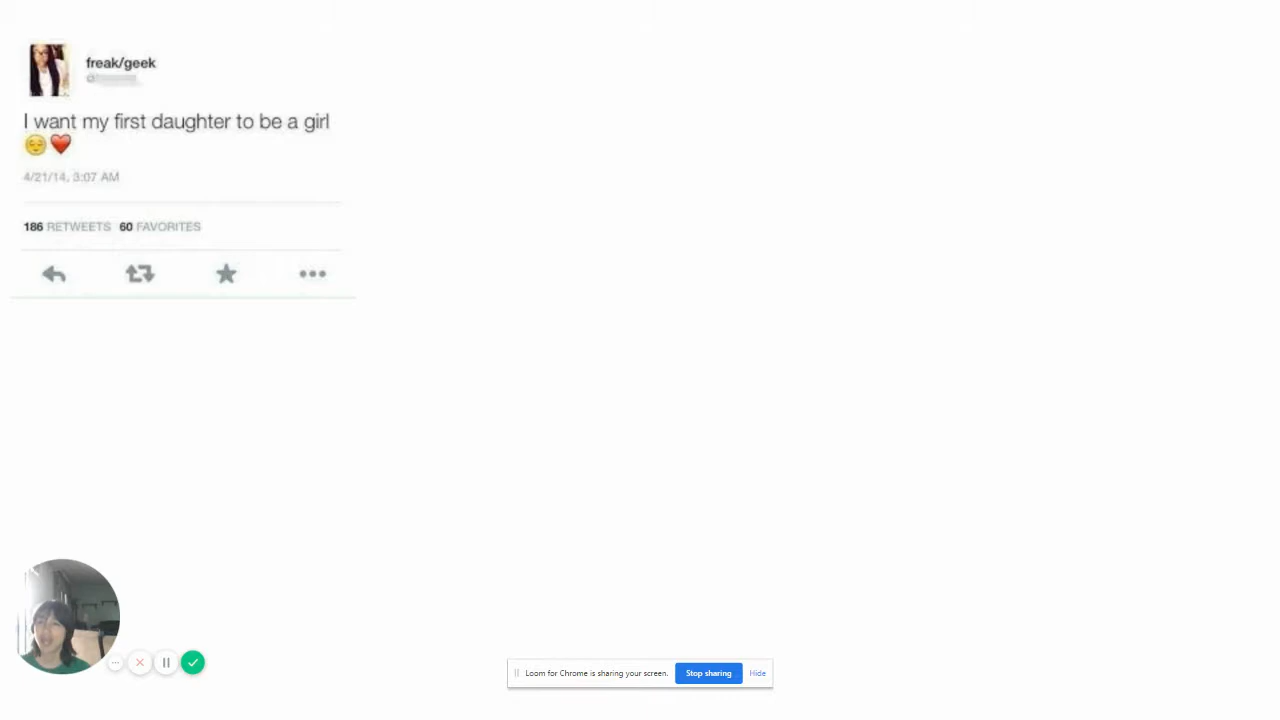 freak/geek
I want my first daughter to be a girl
😌❤️
4/21/14, 3:07 AM
186 RETWEETS 60 FAVORITES
Loom for Chrome is sharing your screen. Stop sharing Hide